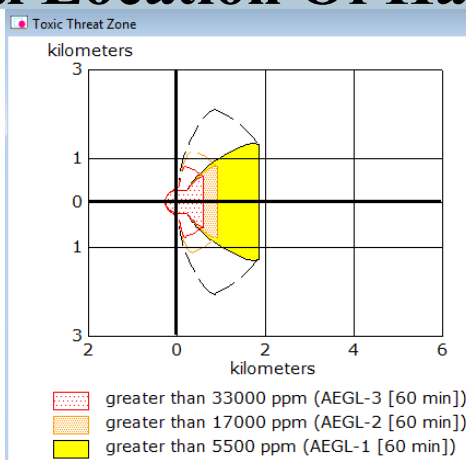 Location Of
Toxic Threat Zone
kilometers
3
1
0
1
3
2 0 2 4 6
kilometers
greater than 33000 ppm (AEGL-3 [60 min])
greater than 17000 ppm (AEGL-2 [60 min])
greater than 5500 ppm (AEGL-1 [60 min])